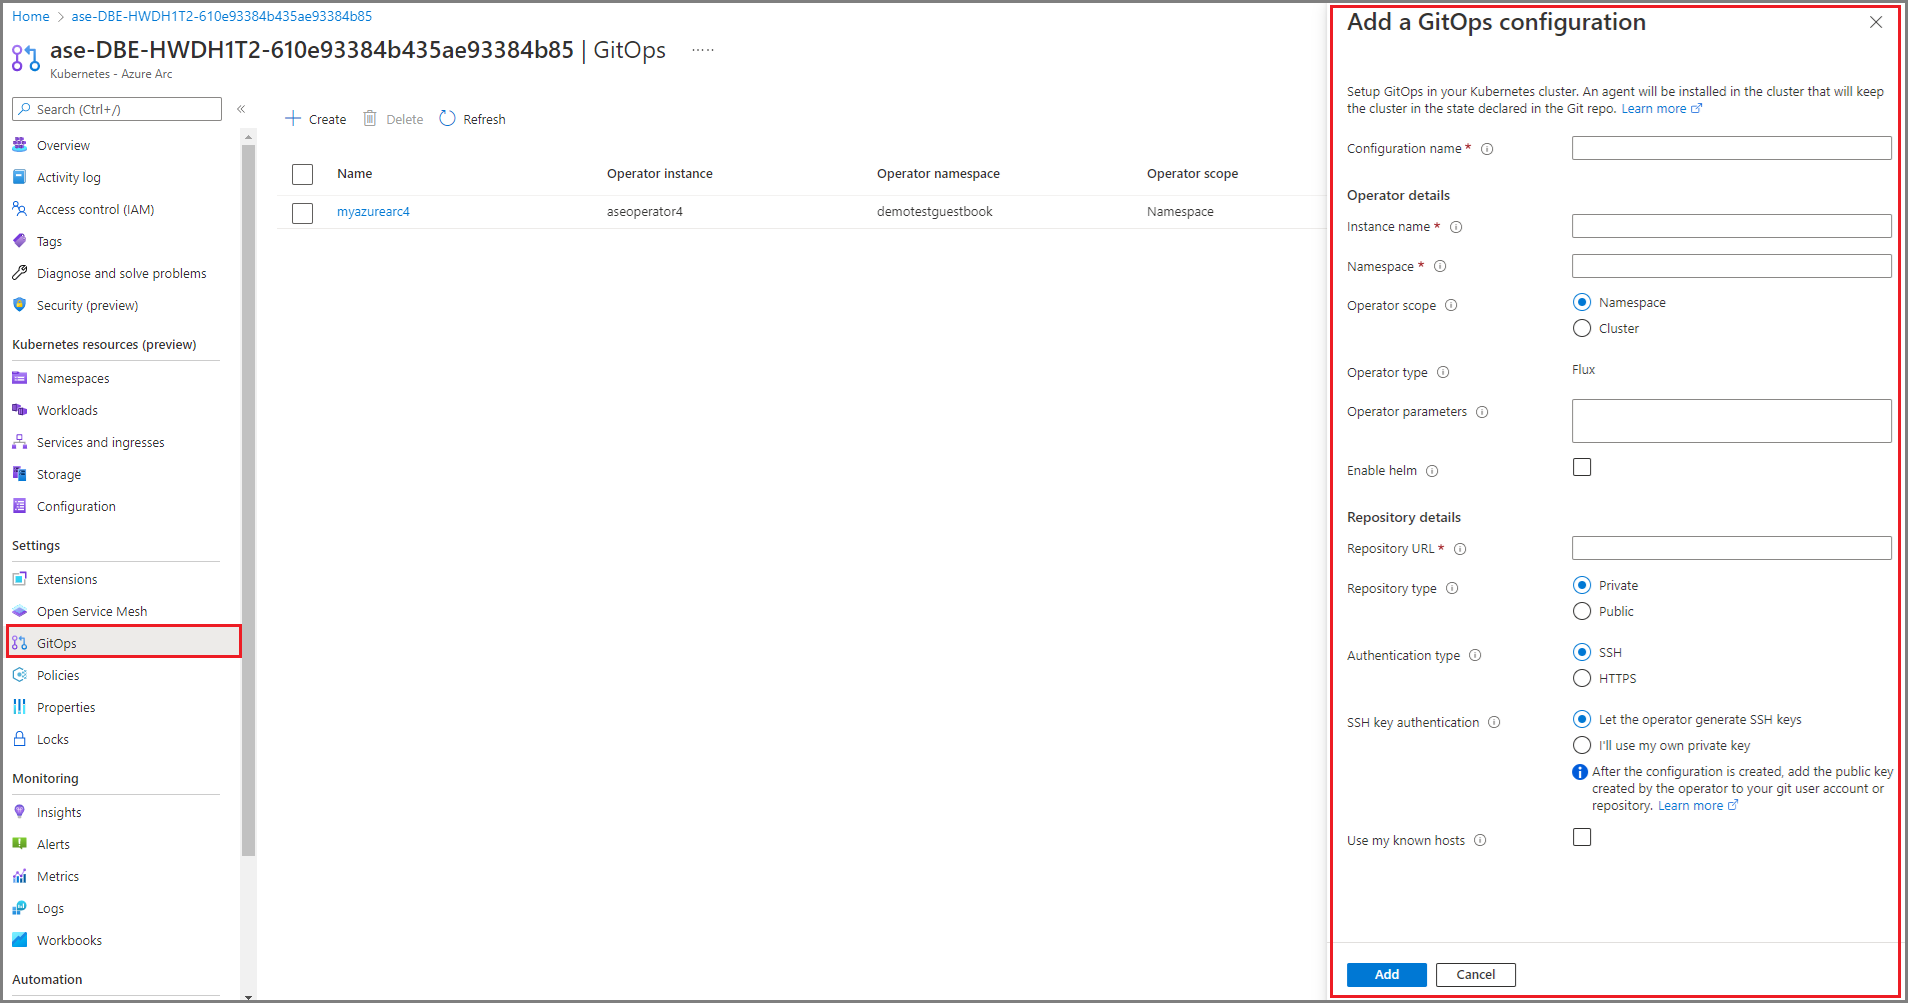 Home > ase-DBE-HWDH1T2-610e93384b435ae93384b85
ase-DBE-HWDH1T2-610e93384b435ae93384b85 | GitOps .....
Kubernetes - Azure Arc
Search (Ctrl+/) «
Overview
Activity log
Access control (IAM)
Tags
Diagnose and solve problems
Security (preview)
Kubernetes resources (preview)
Namespaces
Workloads
Services and ingresses
Storage
Configuration
Settings
Extensions
Open Service Mesh
GitOps
Policies
Properties
Locks
Monitoring
Insights
Alerts
Metrics
Logs
Workbooks
Automation
Create Delete Refresh
Name Operator instance Operator namespace Operator scope
myazurearc4 aseoperator4 demotestguestbook Namespace
Add a GitOps configuration
Setup GitOps in your Kubernetes cluster. An agent will be installed in the cluster that will keep
the cluster in the state declared in the Git repo. Learn more
Configuration name *
Operator details
Instance name *
Namespace *
Operator scope Namespace
Cluster
Operator type Flux
Operator parameters
Enable helm
Repository details
Repository URL *
Repository type Private
Public
Authentication type SSH
HTTPS
SSH key authentication Let the operator generate SSH keys
I'll use my own private key
After the configuration is created, add the public key
created by the operator to your git user account or
repository. Learn more
Use my known hosts
Add Cancel